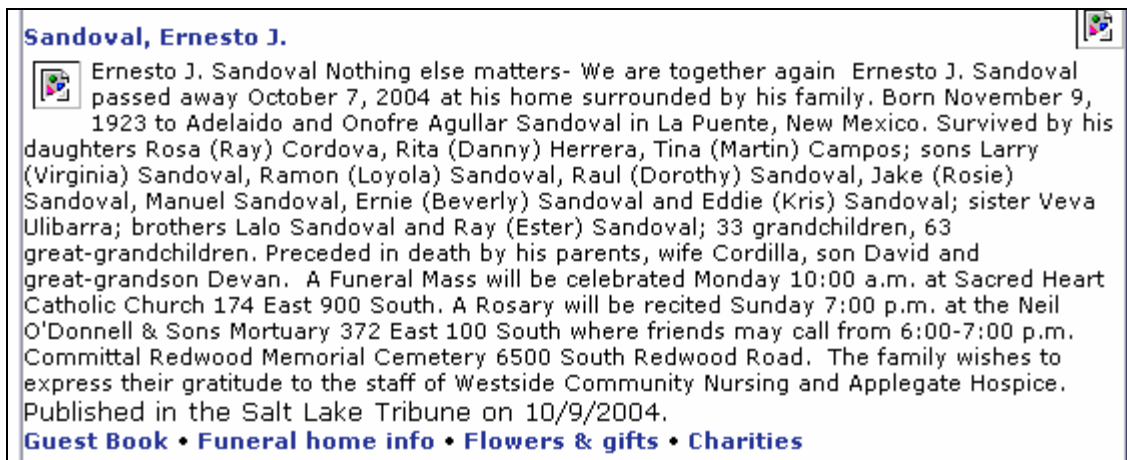 Sandoval, Ernesto J.
Ernesto J. Sandoval Nothing else matters- We are together again  Ernesto J. Sandoval
passed away October 7, 2004 at his home surrounded by his family. Born November 9,
1923 to Adelaido and Onofre Agullar Sandoval in La Puente, New Mexico. Survived by his
daughters Rosa (Ray) Cordova, Rita (Danny) Herrera, Tina (Martin) Campos; sons Larry
(Virginia) Sandoval, Ramon (Loyola) Sandoval, Raul (Dorothy) Sandoval, Jake (Rosie)
Sandoval, Manuel Sandoval, Ernie (Beverly) Sandoval and Eddie (Kris) Sandoval; sister Veva
Ulibarra; brothers Lalo Sandoval and Ray (Ester) Sandoval; 33 grandchildren, 63
great-grandchildren. Preceded in death by his parents, wife Cordilla, son David and
great-grandson Devan.  A Funeral Mass will be celebrated Monday 10:00 a.m. at Sacred Heart
Catholic Church 174 East 900 South. A Rosary will be recited Sunday 7:00 p.m. at the Neil
O'Donnell & Sons Mortuary 372 East 100 South where friends may call from 6:00-7:00 p.m.
Committal Redwood Memorial Cemetery 6500 South Redwood Road.  The family wishes to
express their gratitude to the staff of Westside Community Nursing and Applegate Hospice.
Published in the Salt Lake Tribune on 10/9/2004.
Guest Book • Funeral home info • Flowers & gifts • Charities